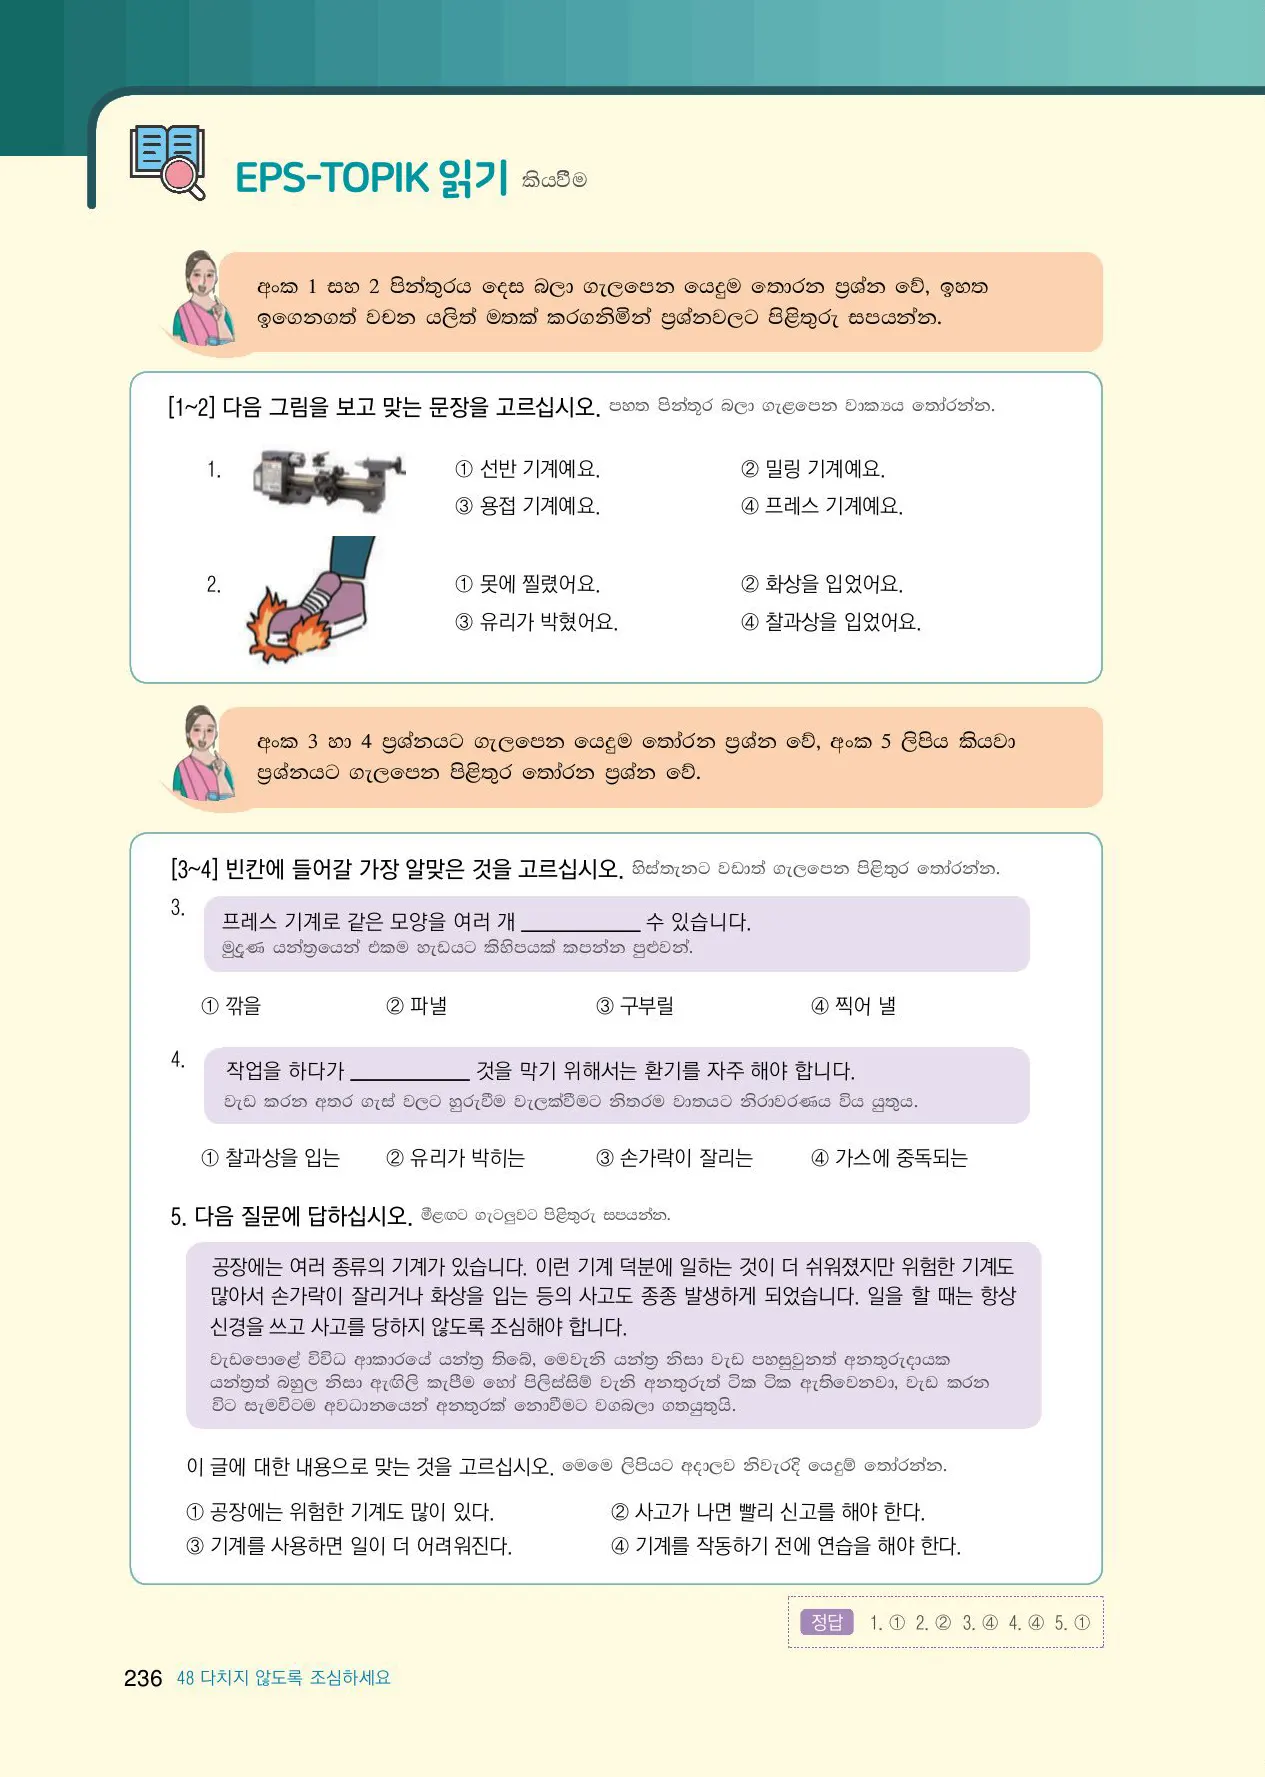 EPS-TOPIK 읽기 කියවීම
අංක 1 සහ 2 පින්තුරය දෙස බලා ගැලපෙන යෙදුම තොරන ප්‍රශ්න වේ, ඉහත
ඉගෙනගත් වචන යලිත් මතක් කරගනිමින් ප්‍රශ්නවලට පිළිතුරු සපයන්න.
[1~2] 다음 그림을 보고 맞는 문장을 고르십시오. පහත පින්තූර බලා ගැළපෙන වාක්‍යය තෝරන්න.
1.
① 선반 기계예요. ② 밀링 기계예요.
③ 용접 기계예요. ④ 프레스 기계예요.
2.
① 못에 찔렸어요. ② 화상을 입었어요.
③ 유리가 박혔어요. ④ 찰과상을 입었어요.
අංක 3 හා 4 ප්‍රශ්නයට ගැලපෙන යෙදුම තෝරන ප්‍රශ්න වේ, අංක 5 ලිපිය කියවා
ප්‍රශ්නයට ගැලපෙන පිළිතුර තෝරන ප්‍රශ්න වේ.
[3~4] 빈칸에 들어갈 가장 알맞은 것을 고르십시오. හිස්තැනට වඩාත් ගැලපෙන පිළිතුර තෝරන්න.
3.
프레스 기계로 같은 모양을 여러 개 ____________ 수 있습니다.
මුද්‍රණ යන්ත්‍රයෙන් එකම හැඩයට කිහිපයක් කපන්න පුළුවන්.
① 깎을 ② 파낼 ③ 구부릴 ④ 찍어 낼
4.
작업을 하다가 ____________ 것을 막기 위해서는 환기를 자주 해야 합니다.
වැඩ කරන අතර ගෑස් වලට හුරුවීම වැලක්වීමට නිතරම වාතයට නිරාවරණය විය යුතුය.
① 찰과상을 입는 ② 유리가 박히는 ③ 손가락이 잘리는 ④ 가스에 중독되는
5. 다음 질문에 답하십시오. මීළඟට ගැටලුවට පිළිතුරු සපයන්න.
공장에는 여러 종류의 기계가 있습니다. 이런 기계 덕분에 일하는 것이 더 쉬워졌지만 위험한 기계도
많아서 손가락이 잘리거나 화상을 입는 등의 사고도 종종 발생하게 되었습니다. 일을 할 때는 항상
신경을 쓰고 사고를 당하지 않도록 조심해야 합니다.
වැඩපොළේ විවිධ ආකාරයේ යන්ත්‍ර තිබේ, මෙවැනි යන්ත්‍ර නිසා වැඩ පහසුවුනත් අනතුරුදායක
යන්ත්‍රත් බහුල නිසා ඇඟිලි කැපීම හෝ පිලිස්සිම් වැනි අනතුරුත් ටික ටික ඇතිවෙනවා, වැඩ කරන
විට සැමවිටම අවධානයෙන් අනතුරක් නොවීමට වගබලා ගතයුතුයි.
이 글에 대한 내용으로 맞는 것을 고르십시오. මෙමෙ ලිපියට අදාලව නිවැරදි යෙදුම් තෝරන්න.
① 공장에는 위험한 기계도 많이 있다. ② 사고가 나면 빨리 신고를 해야 한다.
③ 기계를 사용하면 일이 더 어려워진다. ④ 기계를 작동하기 전에 연습을 해야 한다.
정답 1. ① 2. ② 3. ④ 4. ④ 5. ①
236 48 다치지 않도록 조심하세요